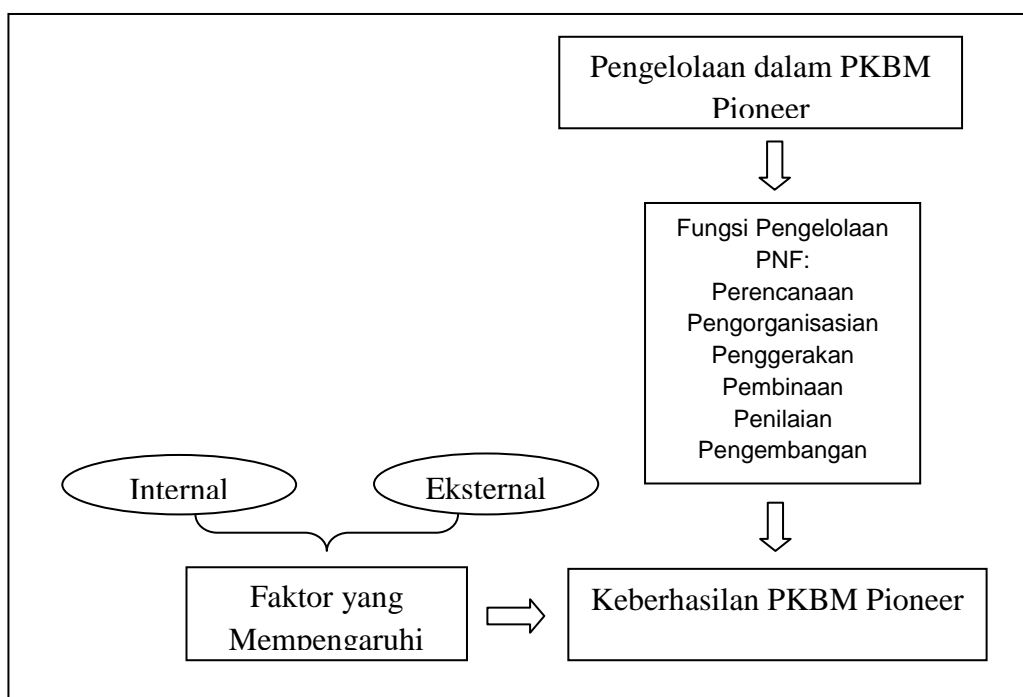 Pengelolaan dalam PKBM
Pioneer
Fungsi Pengelolaan
PNF:
Perencanaan
Pengorganisasian
Penggerakan
Pembinaan
Penilaian
Pengembangan
Internal
Eksternal
Faktor yang
Mempengaruhi
Keberhasilan PKBM Pioneer